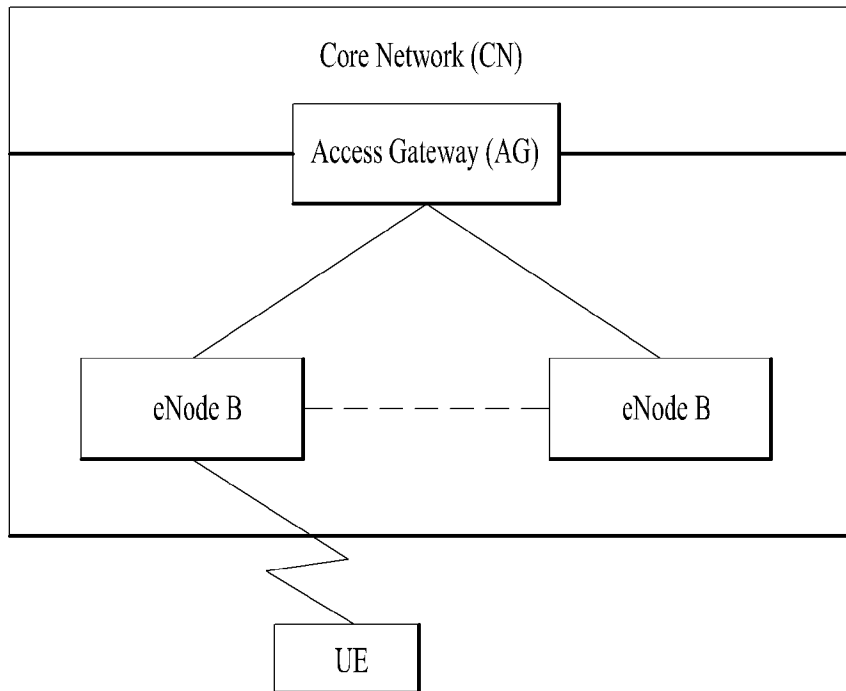 Core Network (CN)
Access Gateway (AG)
eNode B
eNode B
UE